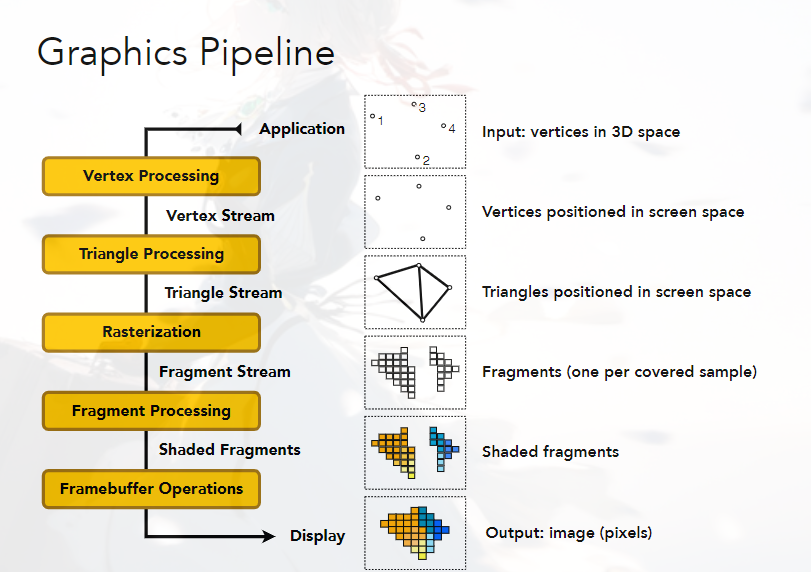 Graphics Pipeline
Application
1
3
4
2
Input: vertices in 3D space
Vertex Processing
Vertex Stream
Vertices positioned in screen space
Triangle Processing
Triangle Stream
Triangles positioned in screen space
Rasterization
Fragment Stream
Fragments (one per covered sample)
Fragment Processing
Shaded Fragments
Shaded fragments
Framebuffer Operations
Display
Output: image (pixels)